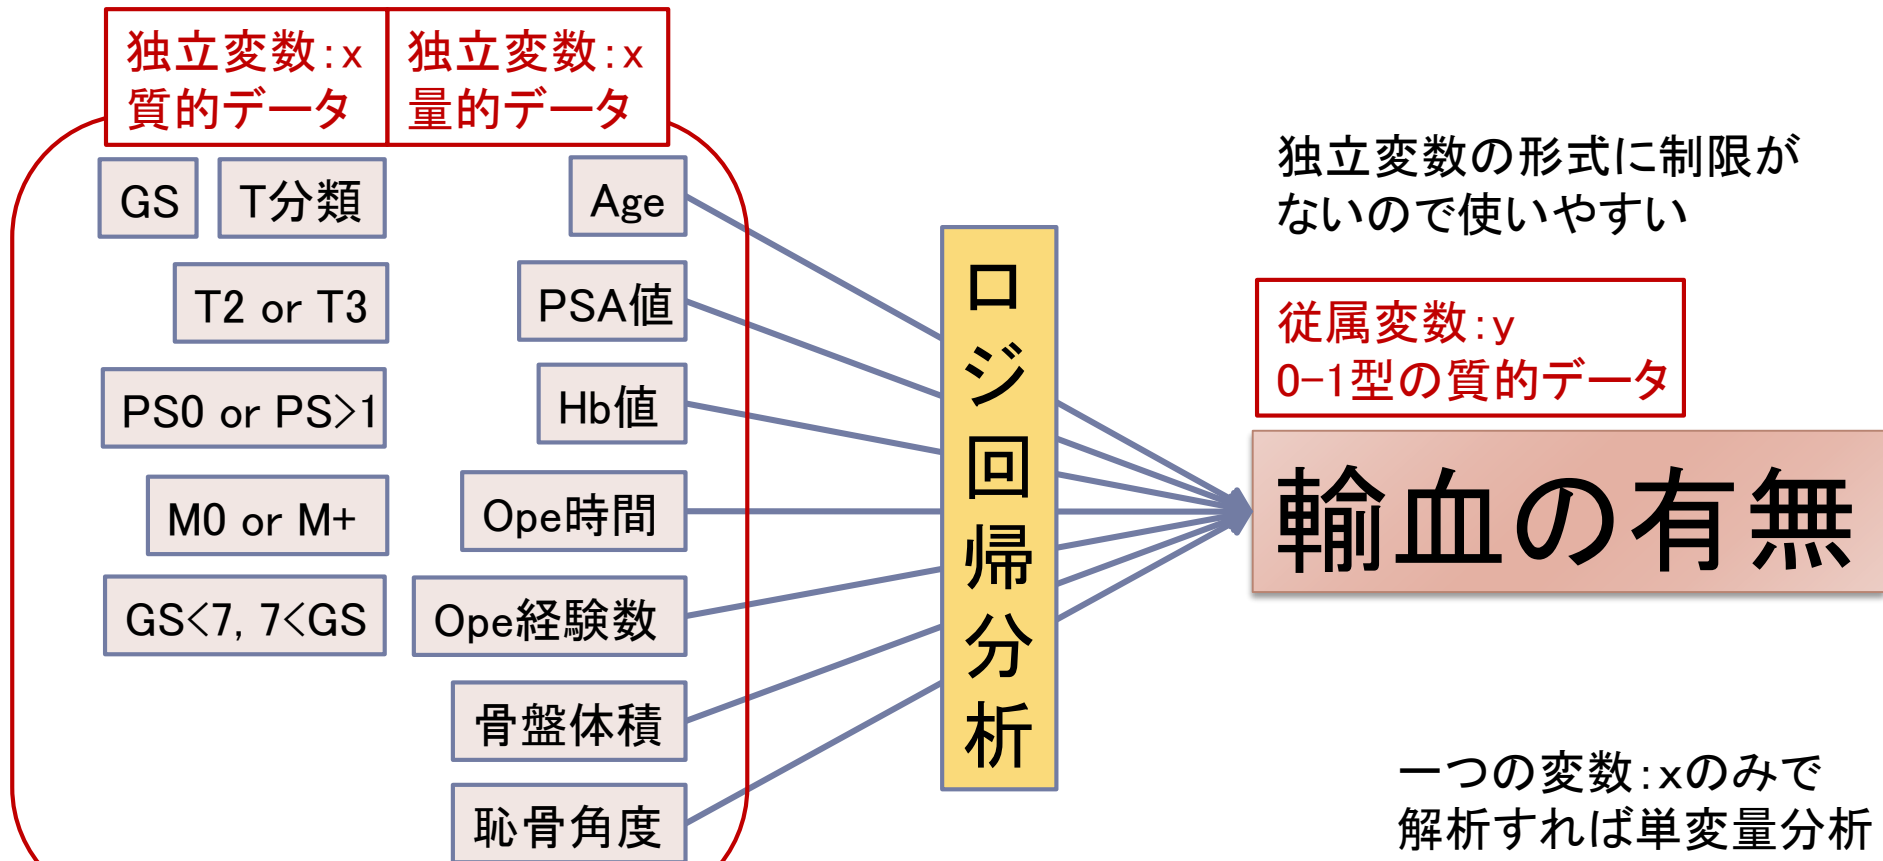 独立変数:x
質的データ
独立変数:x
量的データ
GS
T分類
Age
T2 or T3
PSA値
PS0 or PS>1
Hb値
M0 or M+
Ope時間
GS<7, 7<GS
Ope経験数
骨盤体積
恥骨角度
ロジ回帰分析
独立変数の形式に制限が
ないので使いやすい
従属変数:y
0-1型の質的データ
輸血の有無
一つの変数:xのみで
解析すれば単変量分析